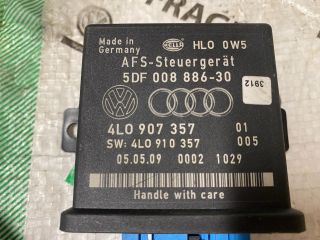 Made in
Germany
HELLA
HLO 0W5
AFS-Steuergerät
5DF 008 886-30
3912
4L0 907 357 01
SW: 4L0 910 357 005
05.05.09 0002 1029
Handle with care